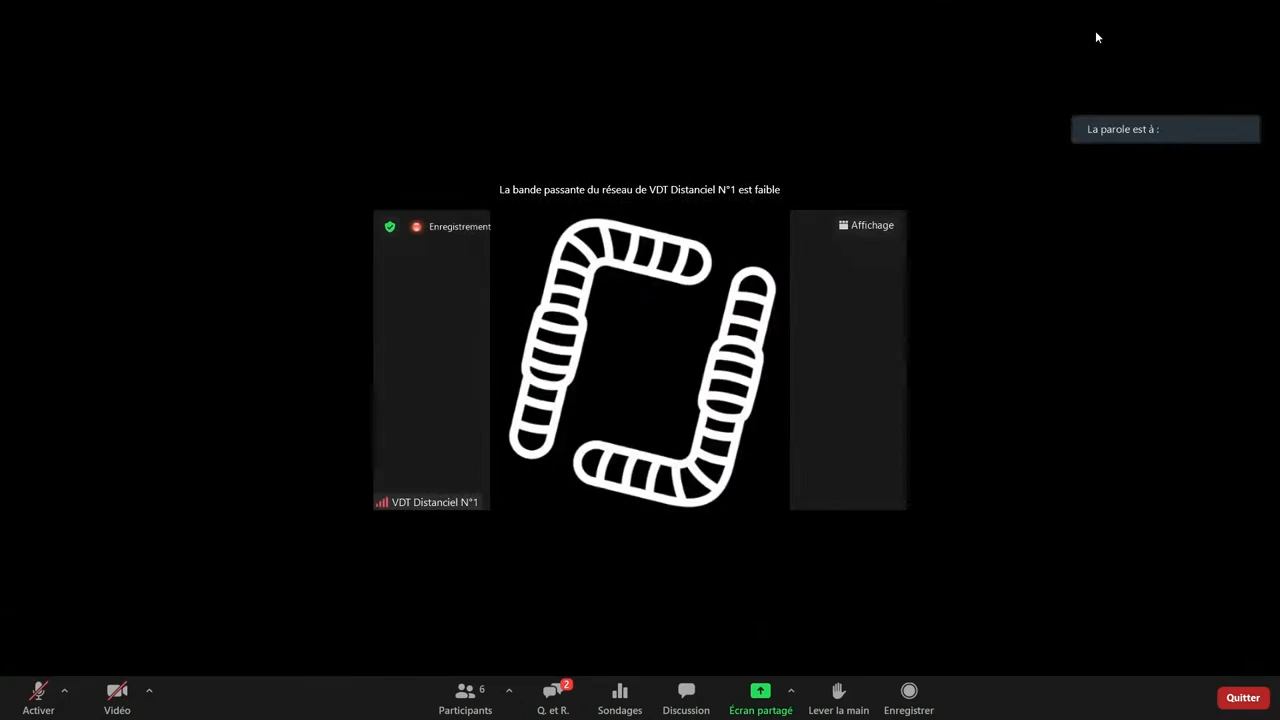 La parole est à :
La bande passante du réseau de VDT Distanciel N°1 est faible
Enregistrement
Affichage
VDT Distanciel N°1
Activer
Vidéo
6
Participants
2
Q. et R.
Sondages
Discussion
Écran partagé
Lever la main
Enregistrer
Quitter